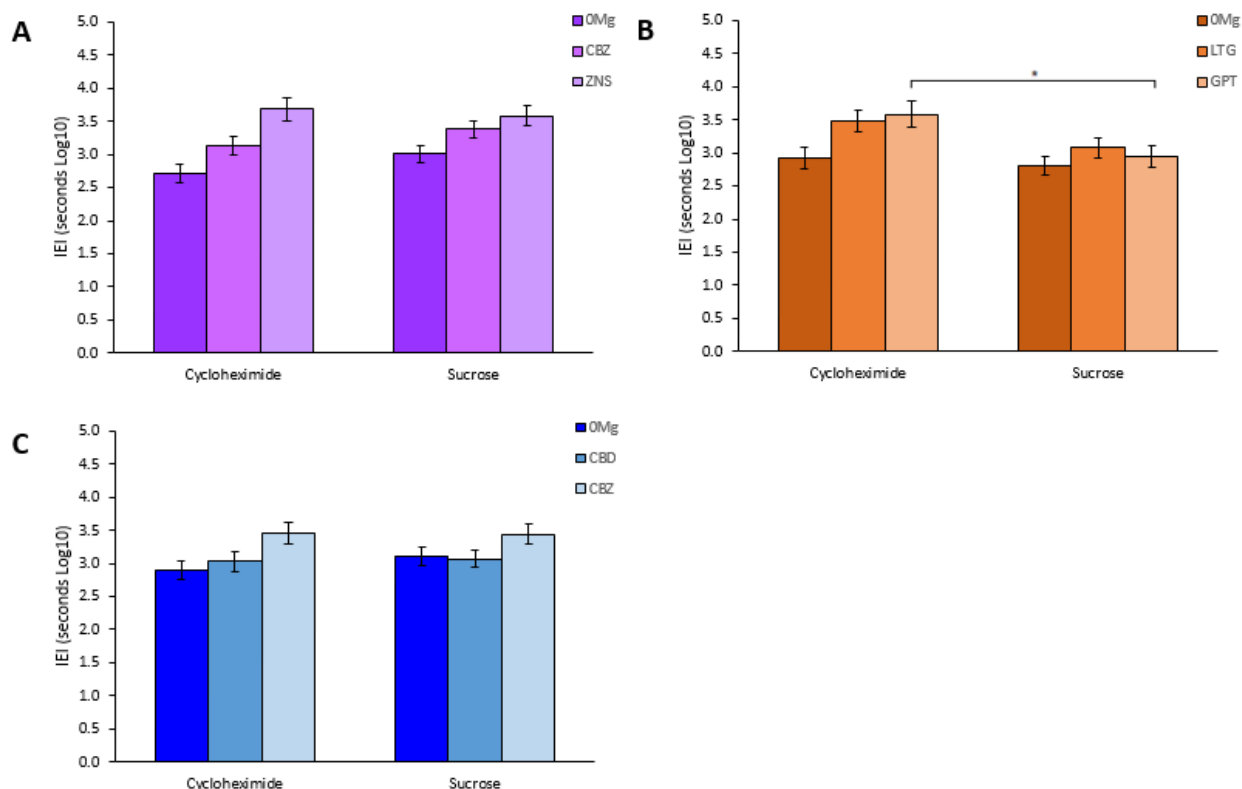 A
IEI (seconds Log10)
5.0
4.5
4.0
3.5
3.0
2.5
2.0
1.5
1.0
0.5
0.0
Cycloheximide Sucrose
0Mg
CBZ
ZNS
B
IEI (seconds Log10)
5.0
4.5
4.0
3.5
3.0
2.5
2.0
1.5
1.0
0.5
0.0
*
Cycloheximide Sucrose
0Mg
LTG
GPT
C
IEI (seconds Log10)
5.0
4.5
4.0
3.5
3.0
2.5
2.0
1.5
1.0
0.5
0.0
Cycloheximide Sucrose
0Mg
CBD
CBZ